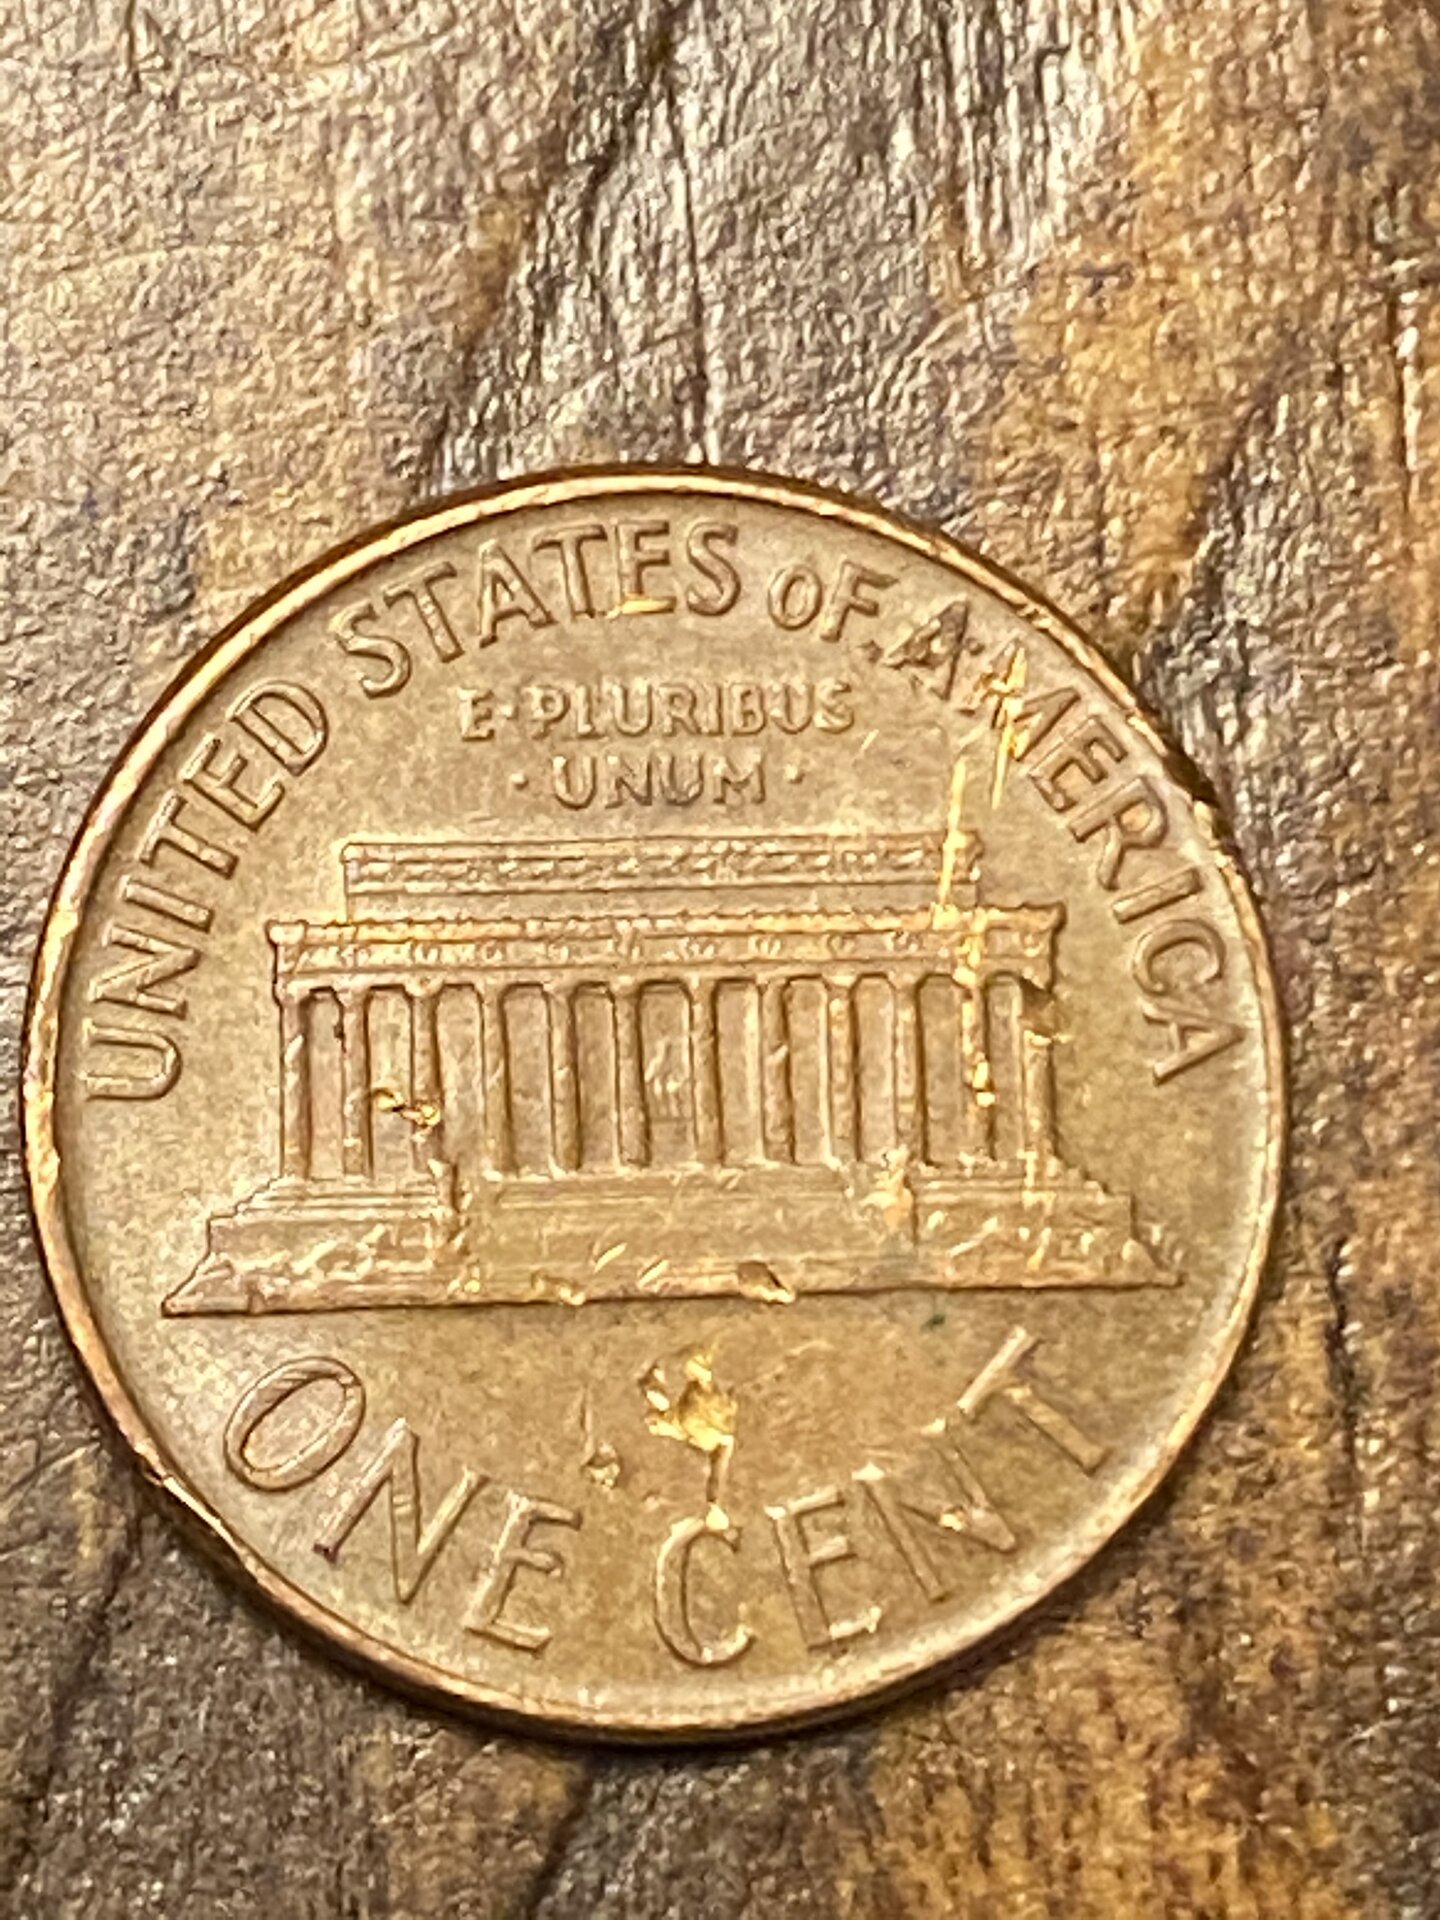 UNITED STATES OF AMERICA
E·PLURIBUS
·UNUM·
ONE CENT